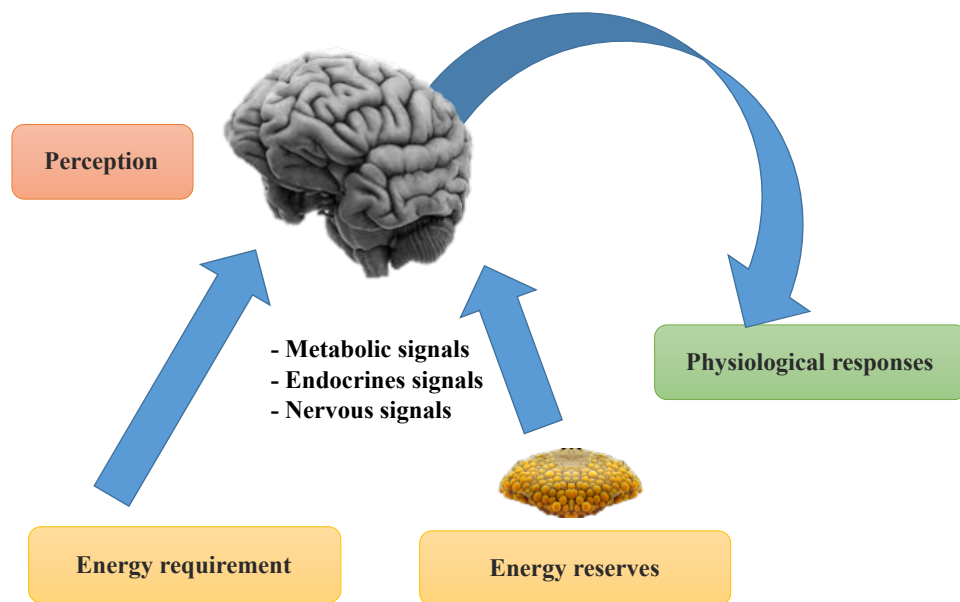 Perception
- Metabolic signals
- Endocrines signals
- Nervous signals
Physiological responses
Energy requirement
Energy reserves